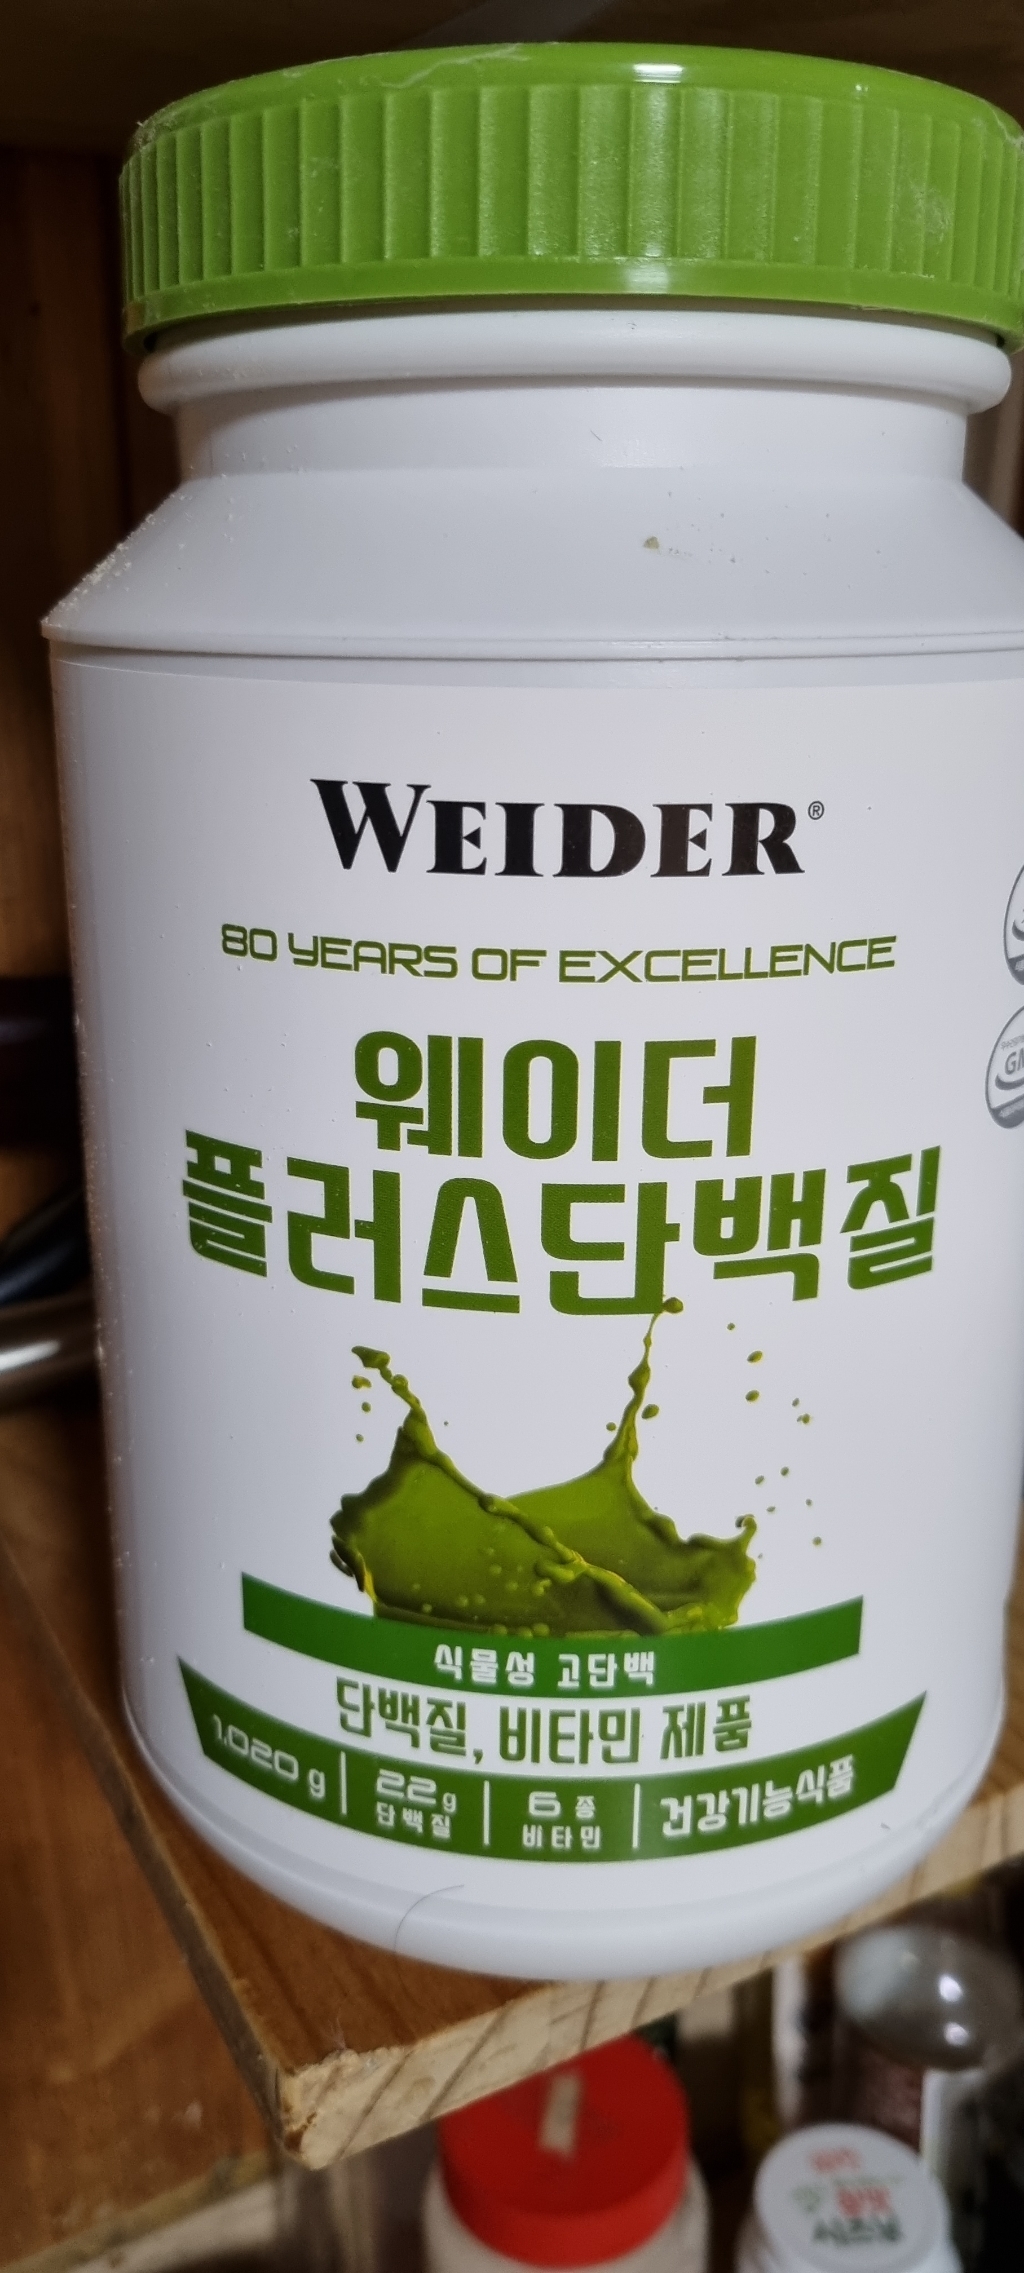 WEIDER®
80 YEARS OF EXCELLENCE
웨이더
플러스단백질
식물성 고단백
단백질, 비타민 제품
1,020 g
22g
단백질
6종
비타민
건강기능식품